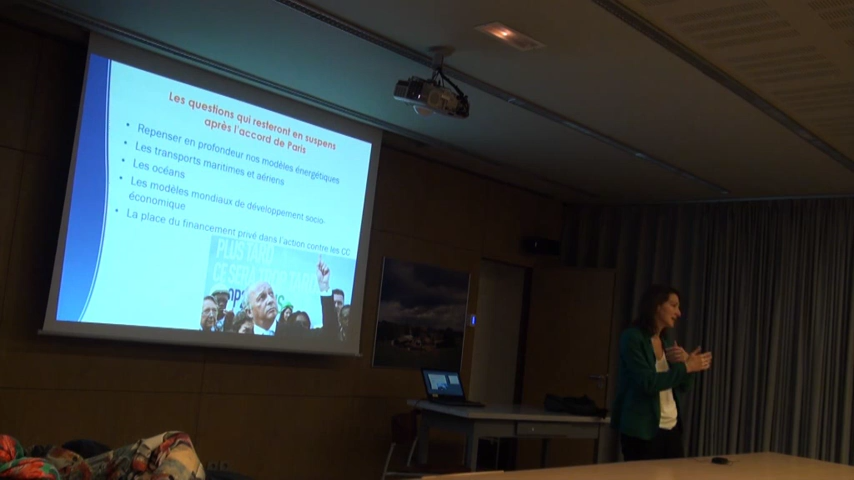 Les questions qui resteront en suspens
après l'accord de Paris
• Repenser en profondeur nos modèles énergétiques
• Les transports maritimes et aériens
• Les océans
• Les modèles mondiaux de développement socio-
économique
• La place du financement privé dans l'action contre les CC
PLUS TARD,
CE SERA TROP TARD